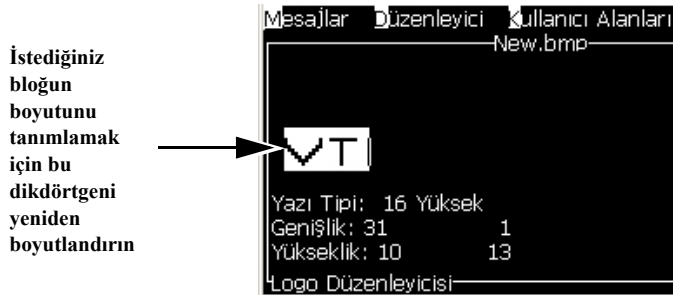 İstediğiniz
bloğun
boyutunu
tanımlamak
için bu
dikdörtgeni
yeniden
boyutlandırın
Mesajlar Düzenleyici Kullanıcı Alanları
New.bmp
VT
Yazı Tipi: 16 Yüksek
Genişlik: 31 1
Yükseklik: 10 13
Logo Düzenleyicisi